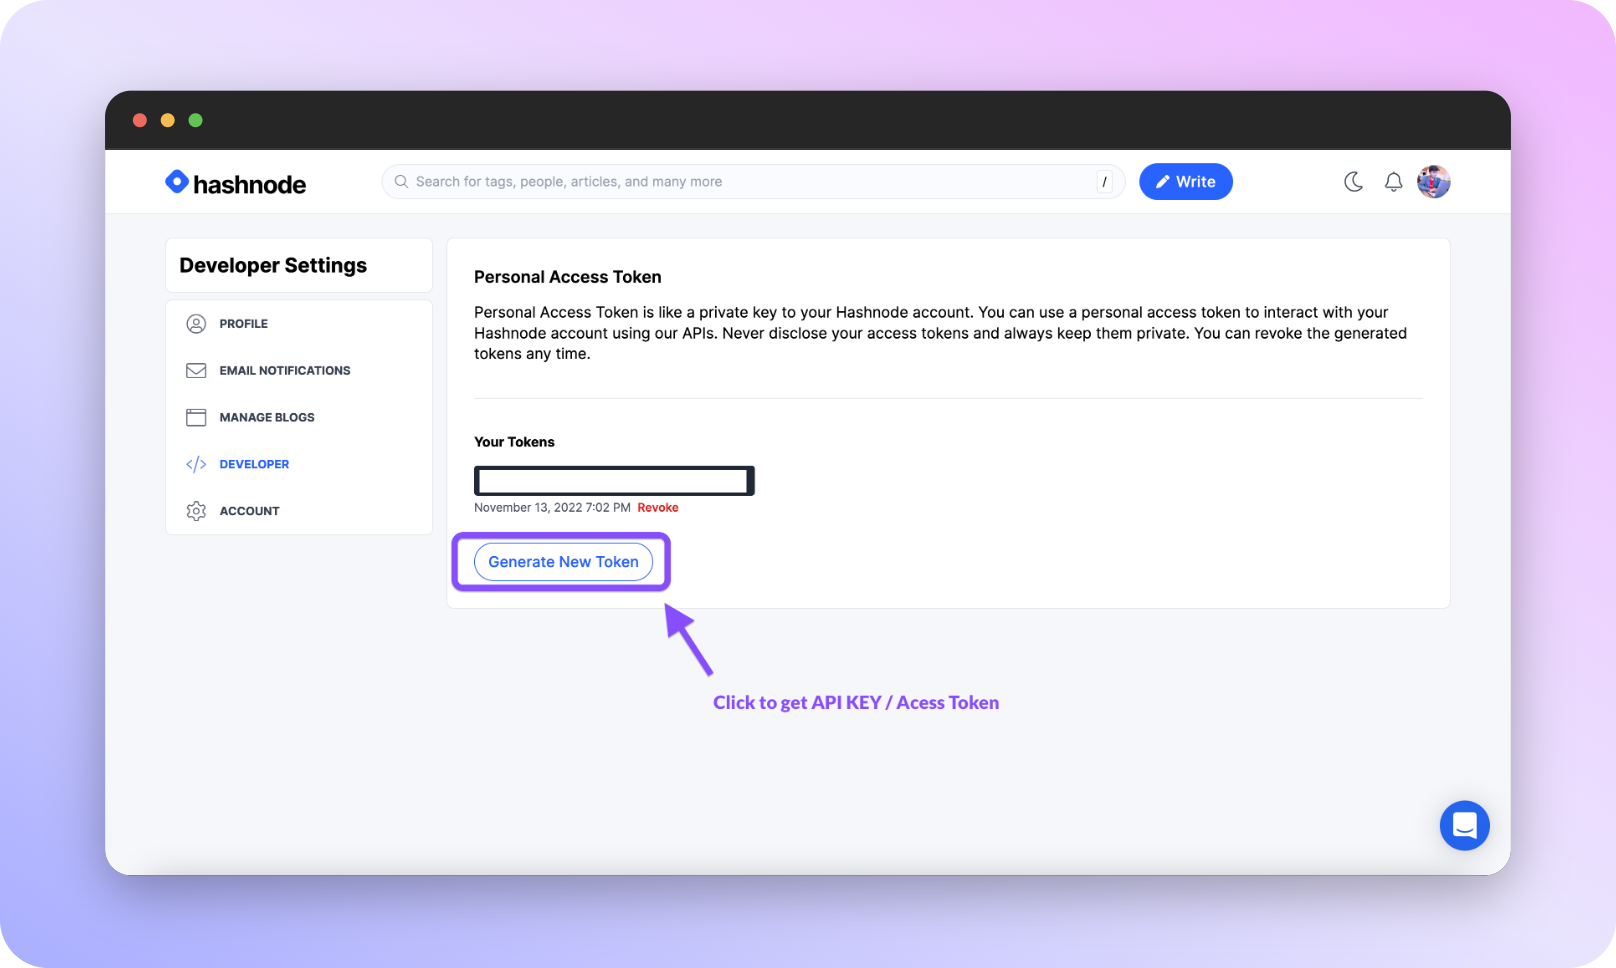 hashnode
Search for tags, people, articles, and many more
/
Write
Developer Settings
PROFILE
EMAIL NOTIFICATIONS
MANAGE BLOGS
DEVELOPER
ACCOUNT
Personal Access Token
Personal Access Token is like a private key to your Hashnode account. You can use a personal access token to interact with your
Hashnode account using our APIs. Never disclose your access tokens and always keep them private. You can revoke the generated
tokens any time.
Your Tokens
November 13, 2022 7:02 PM Revoke
Generate New Token
Click to get API KEY / Acess Token